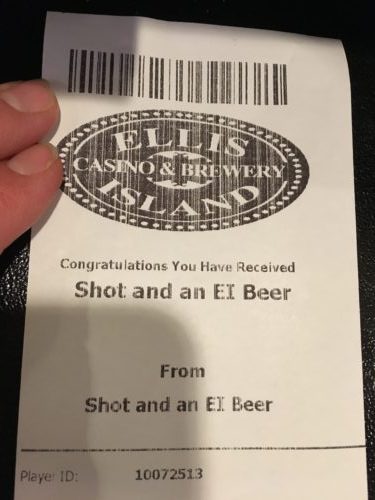 ELLIS
CASINO & BREWERY
ISLAND
Congratulations You Have Received
Shot and an EI Beer
From
Shot and an EI Beer
Player ID: 10072513